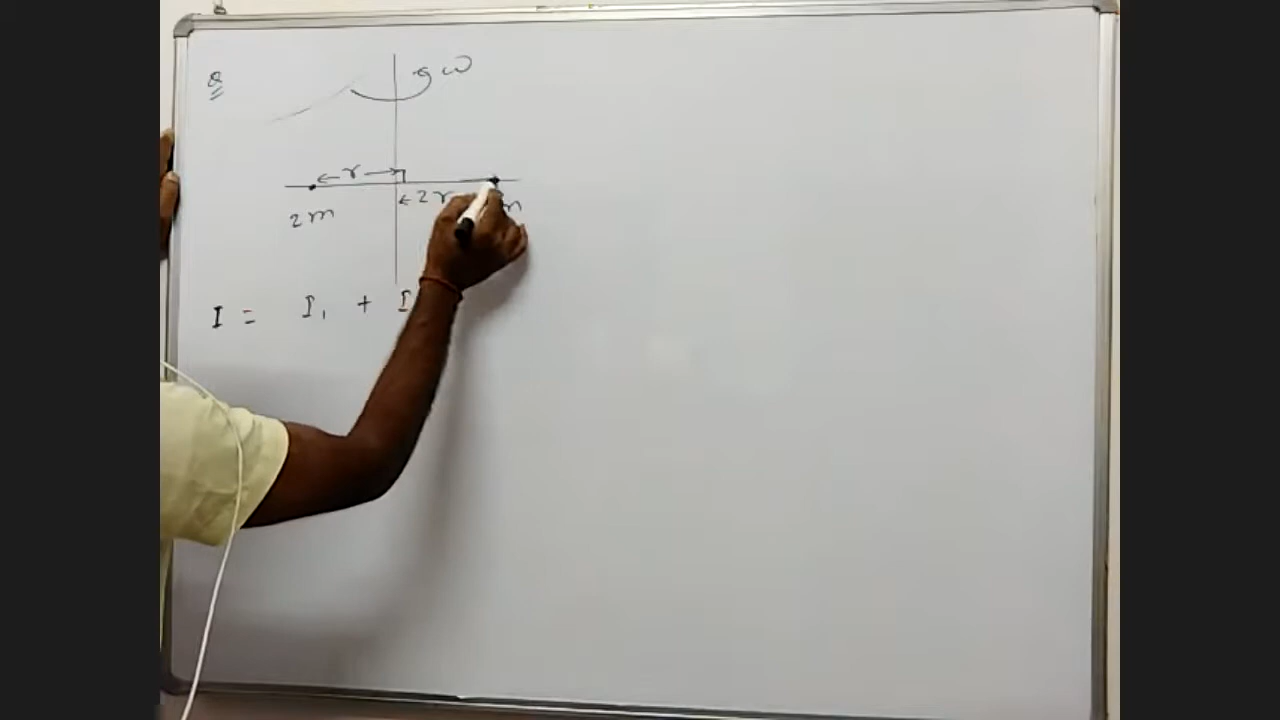 Q
ω
r
2m
2r
I = I₁ + I